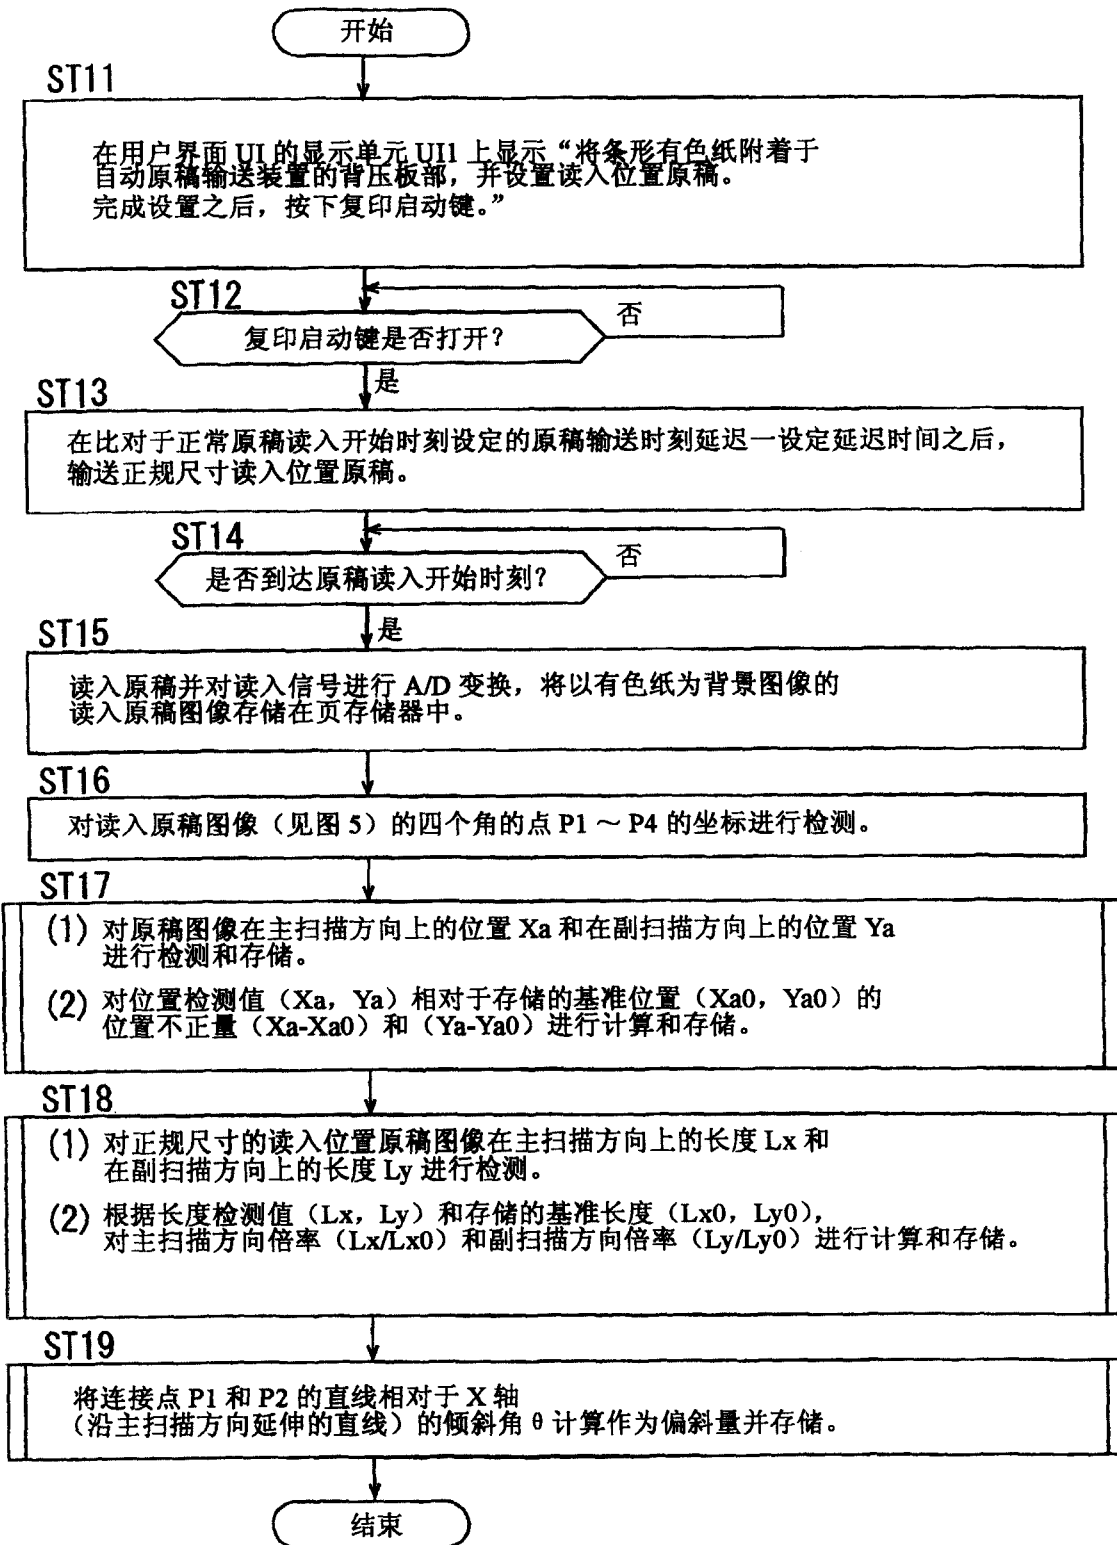 开始
ST11
在用户界面 UI 的显示单元 UI1 上显示“将条形有色纸附着于
自动原稿输送装置的背压板部，并设置读入位置原稿。
完成设置之后，按下复印启动键。”
ST12
否
复印启动键是否打开？
是
ST13
在比对于正常原稿读入开始时刻设定的原稿输送时刻延迟一设定延迟时间之后，
输送正规尺寸读入位置原稿。
ST14
否
是否到达原稿读入开始时刻？
是
ST15
读入原稿并对读入信号进行 A/D 变换，将以有色纸为背景图像的
读入原稿图像存储在页存储器中。
ST16
对读入原稿图像（见图 5）的四个角的点 P1 ～ P4 的坐标进行检测。
ST17
(1) 对原稿图像在主扫描方向上的位置 Xa 和在副扫描方向上的位置 Ya
进行检测和存储。
(2) 对位置检测值（Xa，Ya）相对于存储的基准位置（Xa0，Ya0）的
位置不正量（Xa-Xa0）和（Ya-Ya0）进行计算和存储。
ST18
(1) 对正规尺寸的读入位置原稿图像在主扫描方向上的长度 Lx 和
在副扫描方向上的长度 Ly 进行检测。
(2) 根据长度检测值（Lx，Ly）和存储的基准长度（Lx0，Ly0），
对主扫描方向倍率（Lx/Lx0）和副扫描方向倍率（Ly/Ly0）进行计算和存储。
ST19
将连接点 P1 和 P2 的直线相对于 X 轴
（沿主扫描方向延伸的直线）的倾斜角 θ 计算作为偏斜量并存储。
结束